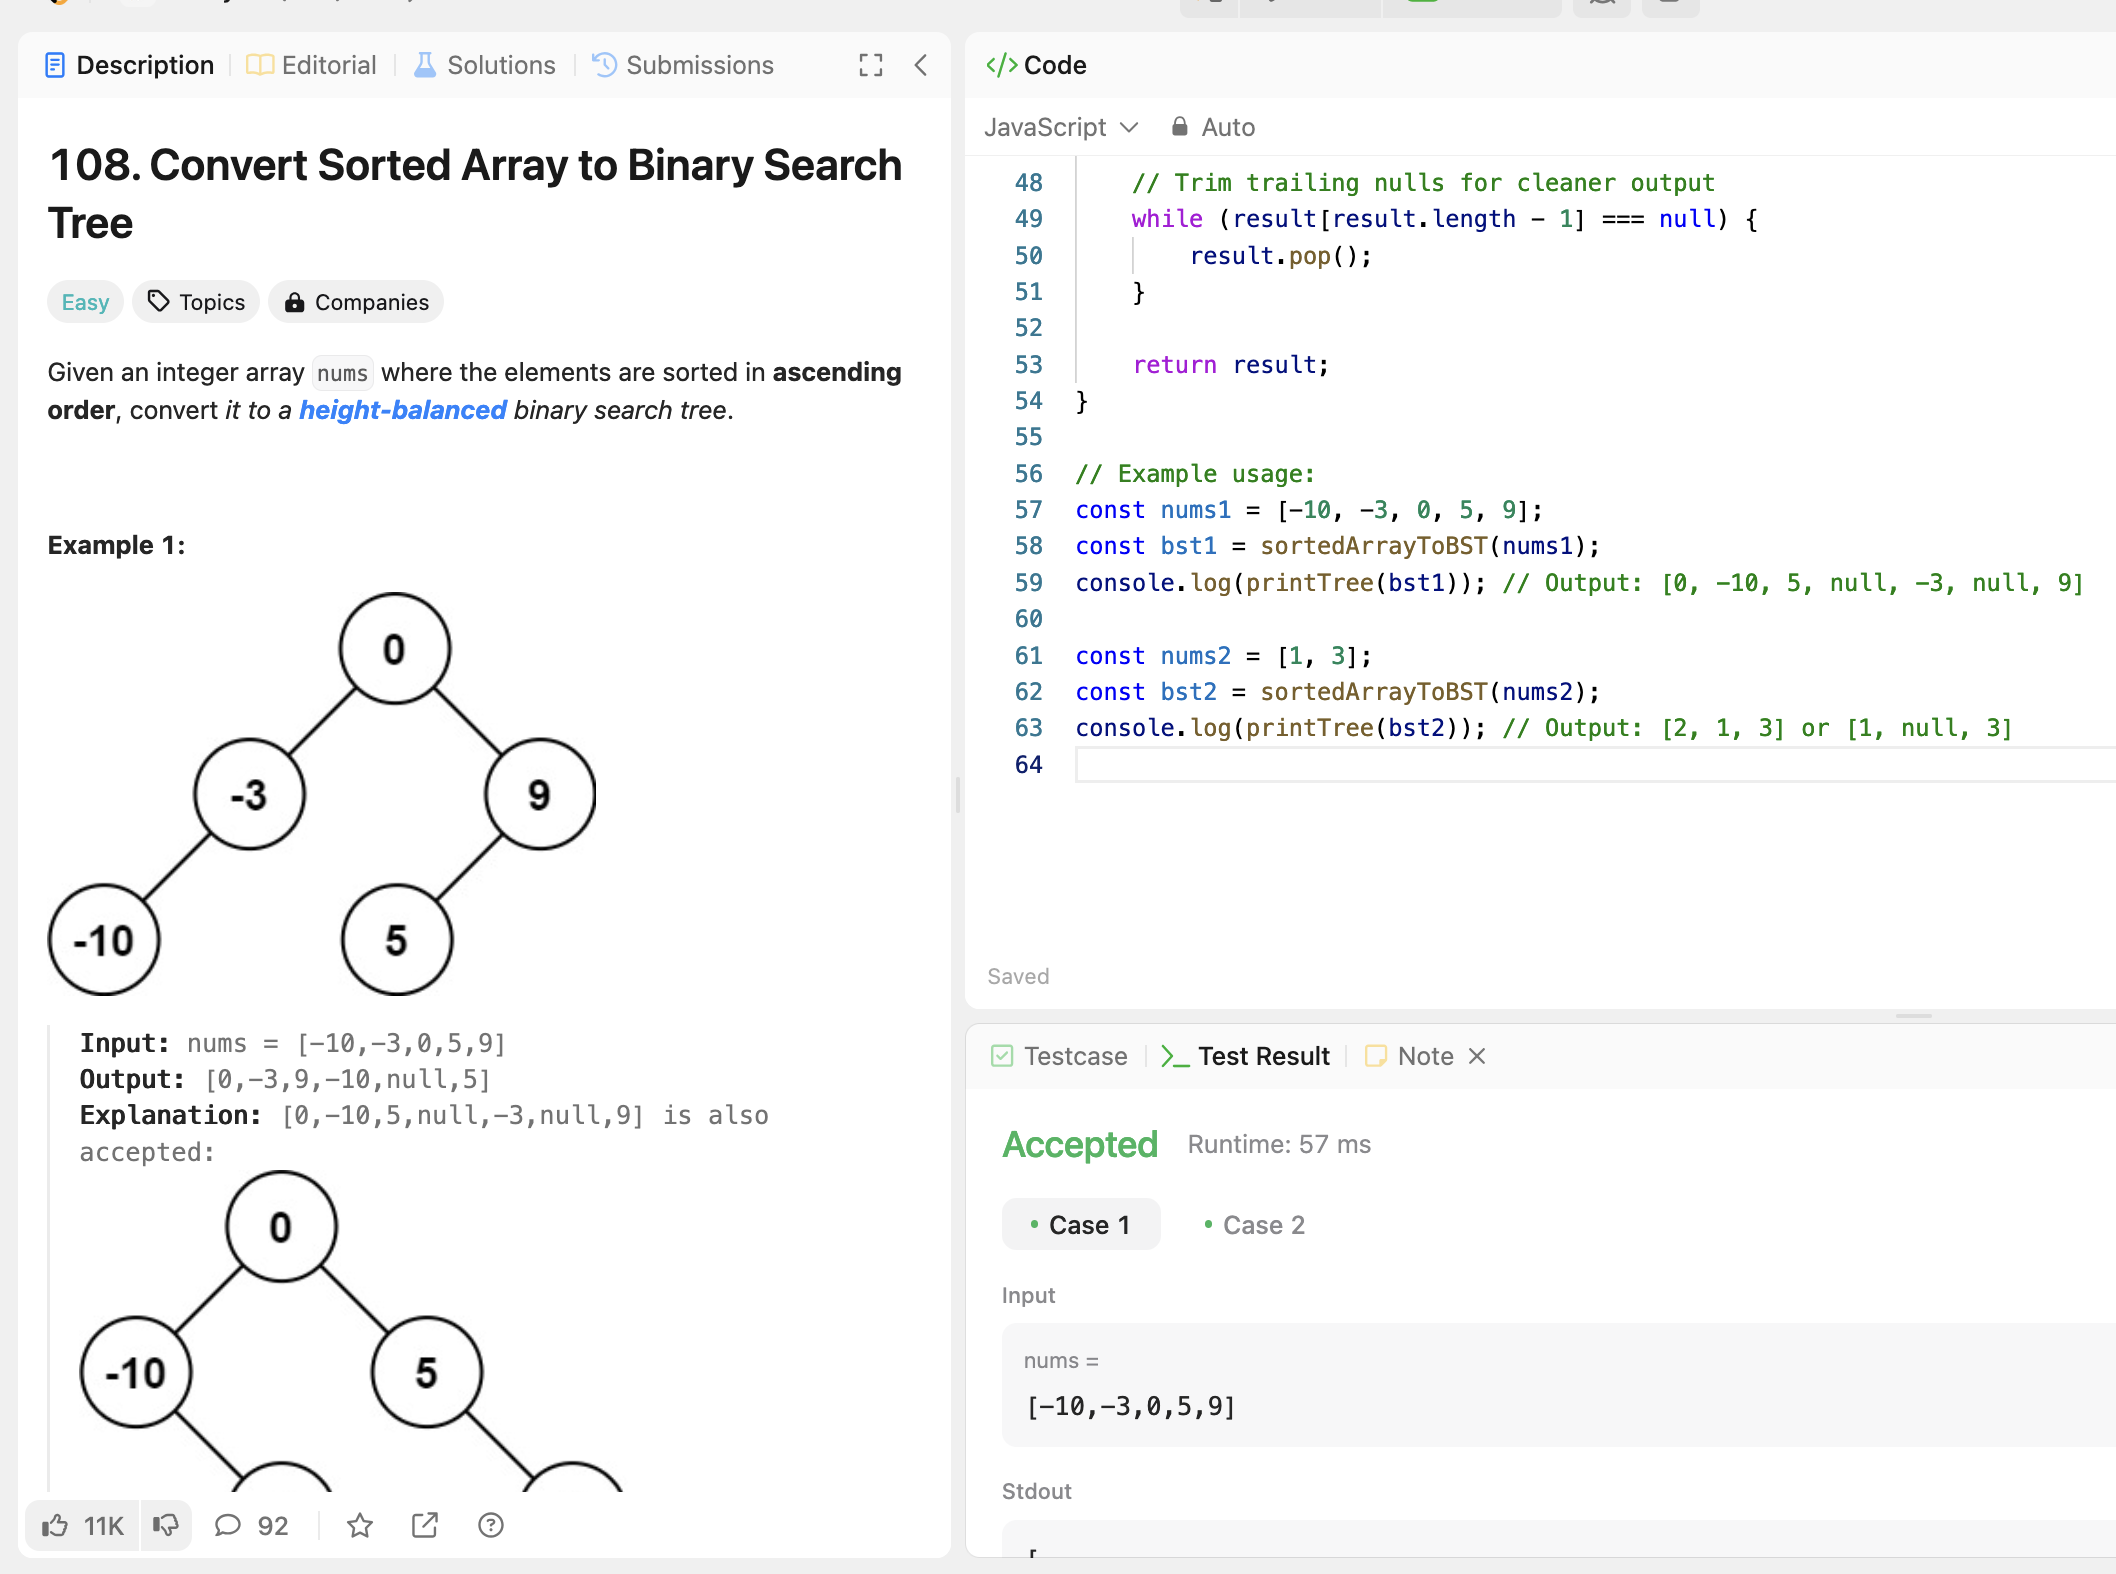 Description
Editorial
Solutions
Submissions
108. Convert Sorted Array to Binary Search
Tree
Easy
Topics
Companies
Given an integer array nums where the elements are sorted in ascending
order, convert it to a height-balanced binary search tree.
Example 1:
0
-3
9
-10
5
Input: nums = [-10,-3,0,5,9]
Output: [0,-3,9,-10,null,5]
Explanation: [0,-10,5,null,-3,null,9] is also
accepted:
0
-10
5
11K
92
</> Code
JavaScript
Auto
48 // Trim trailing nulls for cleaner output
49 while (result[result.length - 1] === null) {
50 result.pop();
51 }
52
53 return result;
54 }
55
56 // Example usage:
57 const nums1 = [-10, -3, 0, 5, 9];
58 const bst1 = sortedArrayToBST(nums1);
59 console.log(printTree(bst1)); // Output: [0, -10, 5, null, -3, null, 9]
60
61 const nums2 = [1, 3];
62 const bst2 = sortedArrayToBST(nums2);
63 console.log(printTree(bst2)); // Output: [2, 1, 3] or [1, null, 3]
64
Saved
Testcase
Test Result
Note
Accepted
Runtime: 57 ms
Case 1
Case 2
Input
nums =
[-10,-3,0,5,9]
Stdout